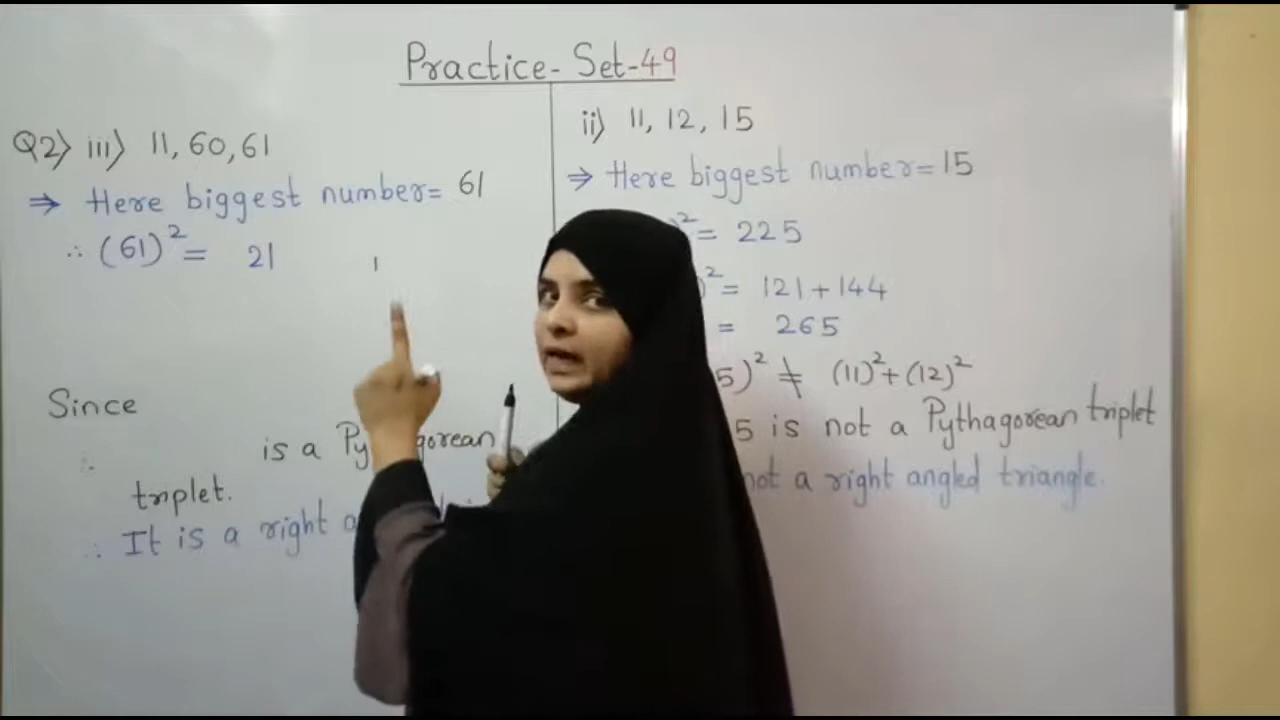 Practice - Set - 49
Q2) iii) 11, 60, 61
⇒ Here biggest number = 61
∴ (61)² = 21
1
Since
∴ is a
triplet.
∴ It is a right
ii) 11, 12, 15
⇒ Here biggest number = 15
² = 225
)² = 121 + 144
= 265
5)² ≠ (11)² + (12)²
5 is not a Pythagorean triplet
not a right angled triangle.